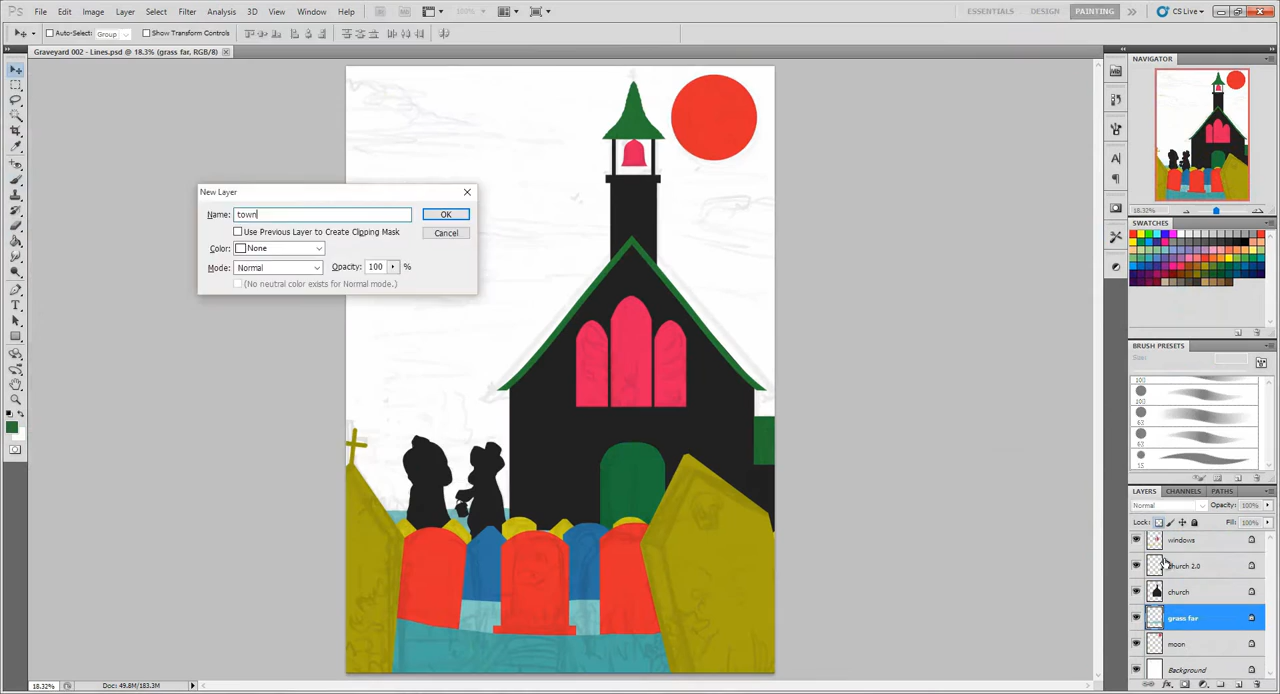 Ps File Edit Image Layer Select Filter Analysis 3D View Window Help 100% ESSENTIALS DESIGN PAINTING CS Live
Auto-Select: Group Show Transform Controls
Graveyard 002 - Lines.psd @ 18.3% (grass far, RGB/8)
NAVIGATOR
New Layer
Name: town OK
Use Previous Layer to Create Clipping Mask
Color: None Cancel
Mode: Normal Opacity: 100 %
(No neutral color exists for Normal mode.)
18.32%
SWATCHES
BRUSH PRESETS
Size:
LAYERS CHANNELS PATHS
Normal Opacity: 100%
Lock: Fill: 100%
windows
church 2.0
church
grass far
moon
Background
18.32% Doc: 49.8M/183.3M